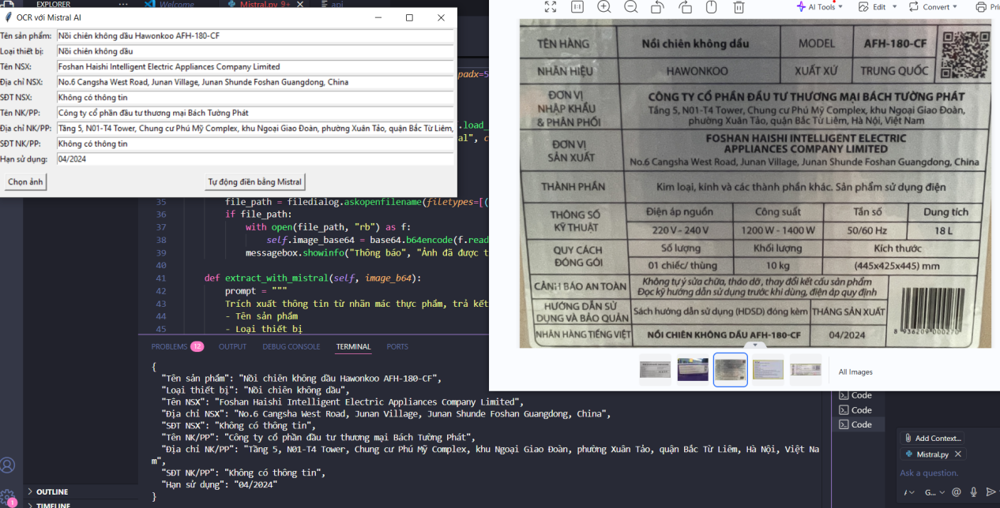 EXPLORER
Welcome
Mistral.py 9+
api
OCR với Mistral AI
Tên sản phẩm: Nồi chiên không dầu Hawonkoo AFH-180-CF
Loại thiết bị: Nồi chiên không dầu
Tên NSX: Foshan Haishi Intelligent Electric Appliances Company Limited
Địa chỉ NSX: No.6 Cangsha West Road, Junan Village, Junan Shunde Foshan Guangdong, China
SĐT NSX: Không có thông tin
Tên NK/PP: Công ty cổ phần đầu tư thương mại Bách Tường Phát
Địa chỉ NK/PP: Tầng 5, N01-T4 Tower, Chung cư Phú Mỹ Complex, khu Ngoại Giao Đoàn, phường Xuân Tảo, quận Bắc Từ Liêm,
SĐT NK/PP: Không có thông tin
Hạn sử dụng: 04/2024
Chọn ảnh
Tự động điền bằng Mistral
padx=5
.load_
al", c
35 file_path = filedialog.askopenfilename(filetypes=[(
36 if file_path:
37 with open(file_path, "rb") as f:
38 self.image_base64 = base64.b64encode(f.read
39 messagebox.showinfo("Thông báo", "Ảnh đã được t
40
41 def extract_with_mistral(self, image_b64):
42 prompt = """
43 Trích xuất thông tin từ nhãn mác thực phẩm, trả kết
44 - Tên sản phẩm
45 - Loại thiết bị
PROBLEMS 12 OUTPUT DEBUG CONSOLE TERMINAL PORTS
{
"Tên sản phẩm": "Nồi chiên không dầu Hawonkoo AFH-180-CF",
"Loại thiết bị": "Nồi chiên không dầu",
"Tên NSX": "Foshan Haishi Intelligent Electric Appliances Company Limited",
"Địa chỉ NSX": "No.6 Cangsha West Road, Junan Village, Junan Shunde Foshan Guangdong, China",
"SĐT NSX": "Không có thông tin",
"Tên NK/PP": "Công ty cổ phần đầu tư thương mại Bách Tường Phát",
"Địa chỉ NK/PP": "Tầng 5, N01-T4 Tower, Chung cư Phú Mỹ Complex, khu Ngoại Giao Đoàn, phường Xuân Tảo, quận Bắc Từ Liêm, Hà Nội, Việt Na
m",
"SĐT NK/PP": "Không có thông tin",
"Hạn sử dụng": "04/2024"
}
OUTLINE
TIMELINE
1
AI Tools
Edit
Convert
Pri
TÊN HÀNG Nồi chiên không dầu MODEL AFH-180-CF
NHÃN HIỆU HAWONKOO XUẤT XỨ TRUNG QUỐC
ĐƠN VỊ
NHẬP KHẨU
& PHÂN PHỐI
CÔNG TY CỔ PHẦN ĐẦU TƯ THƯƠNG MẠI BÁCH TƯỜNG PHÁT
Tầng 5, N01-T4 Tower, Chung cư Phú Mỹ Complex, khu Ngoại Giao Đoàn,
phường Xuân Tảo, quận Bắc Từ Liêm, Hà Nội, Việt Nam
ĐƠN VỊ
SẢN XUẤT
FOSHAN HAISHI INTELLIGENT ELECTRIC
APPLIANCES COMPANY LIMITED
No.6 Cangsha West Road, Junan Village, Junan Shunde Foshan Guangdong, China
THÀNH PHẦN Kim loại, kính và các thành phần khác. Sản phẩm sử dụng điện
THÔNG SỐ
KỸ THUẬT
Điện áp nguồn Công suất Tần số Dung tích
220 V - 240 V 1200 W - 1400 W 50/60 Hz 18 L
QUY CÁCH
ĐÓNG GÓI
Số lượng Khối lượng Kích thước
01 chiếc/ thùng 10 kg (445x425x445) mm
CẢNH BÁO AN TOÀN
Không tự ý sửa chữa, tháo dỡ, thay đổi kết cấu sản phẩm
Đọc kỹ hướng dẫn sử dụng trước khi dùng, điện áp quy định
HƯỚNG DẪN SỬ
DỤNG VÀ BẢO QUẢN
Sách hướng dẫn sử dụng (HDSD) đóng kèm THÁNG SẢN XUẤT
NHÃN HÀNG TIẾNG VIỆT NỒI CHIÊN KHÔNG DẦU AFH-180-CF 04/2024
8 936209 000270
All Images
Code
Code
Code
Add Context...
Mistral.py
Ask a question.
G...
@